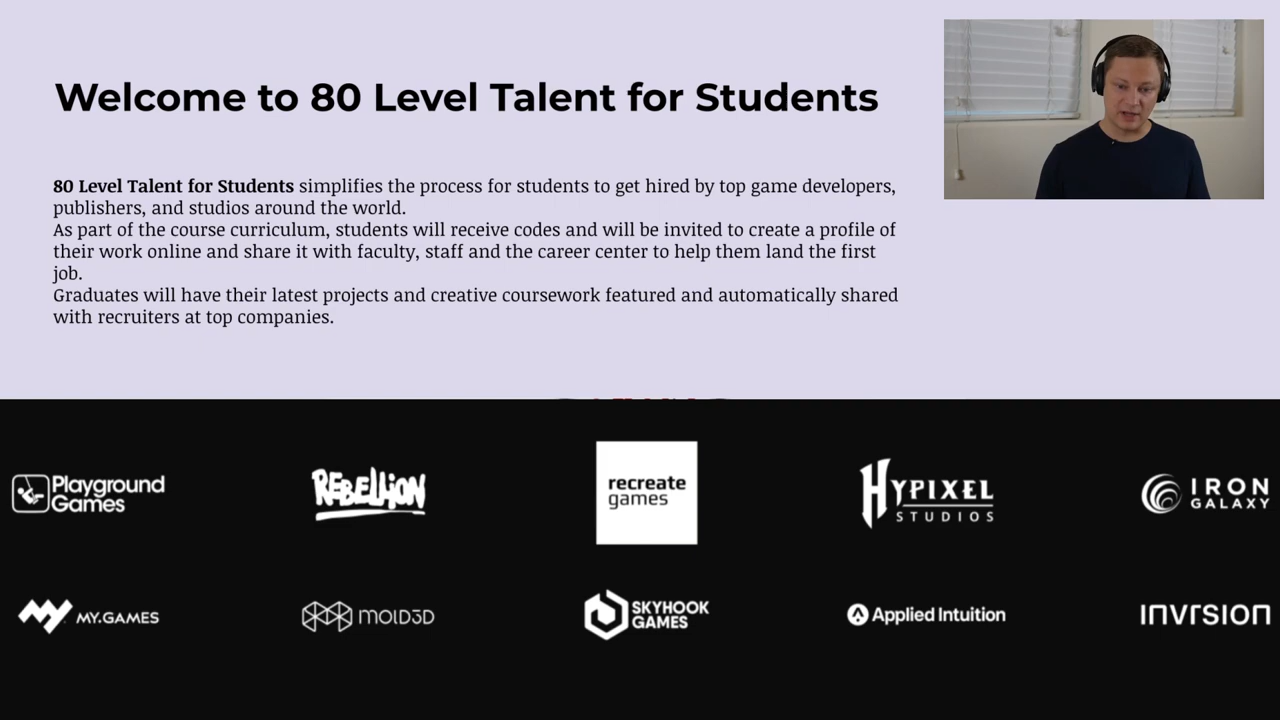 Welcome to 80 Level Talent for Students
80 Level Talent for Students simplifies the process for students to get hired by top game developers,
publishers, and studios around the world.
As part of the course curriculum, students will receive codes and will be invited to create a profile of
their work online and share it with faculty, staff and the career center to help them land the first
job.
Graduates will have their latest projects and creative coursework featured and automatically shared
with recruiters at top companies.
Playground
Games
REBELLION
recreate
games
HYPIXEL
STUDIOS
IRON
GALAXY
MY.GAMES
MOLD3D
SKYHOOK
GAMES
Applied Intuition
INVRSION